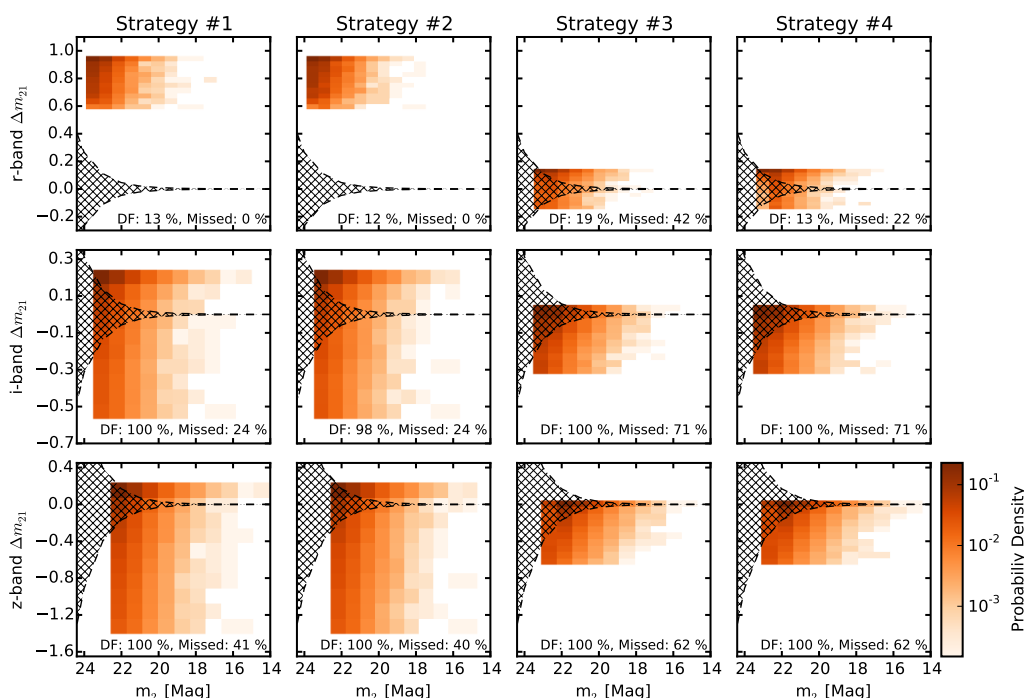 Strategy #1 Strategy #2 Strategy #3 Strategy #4
r-band Δm21
1.0
0.8
0.6
0.4
0.2
0.0
−0.2
DF: 13 %, Missed: 0 %
DF: 12 %, Missed: 0 %
DF: 19 %, Missed: 42 %
DF: 13 %, Missed: 22 %
i-band Δm21
0.3
0.1
−0.1
−0.3
−0.5
−0.7
DF: 100 %, Missed: 24 %
DF: 98 %, Missed: 24 %
DF: 100 %, Missed: 71 %
DF: 100 %, Missed: 71 %
z-band Δm21
0.4
0.0
−0.4
−0.8
−1.2
−1.6
DF: 100 %, Missed: 41 %
DF: 100 %, Missed: 40 %
DF: 100 %, Missed: 62 %
DF: 100 %, Missed: 62 %
24 22 20 18 16 14
24 22 20 18 16 14
24 22 20 18 16 14
24 22 20 18 16 14
m2 [Mag] m2 [Mag] m2 [Mag] m2 [Mag]
10−1
10−2
10−3
Probability Density